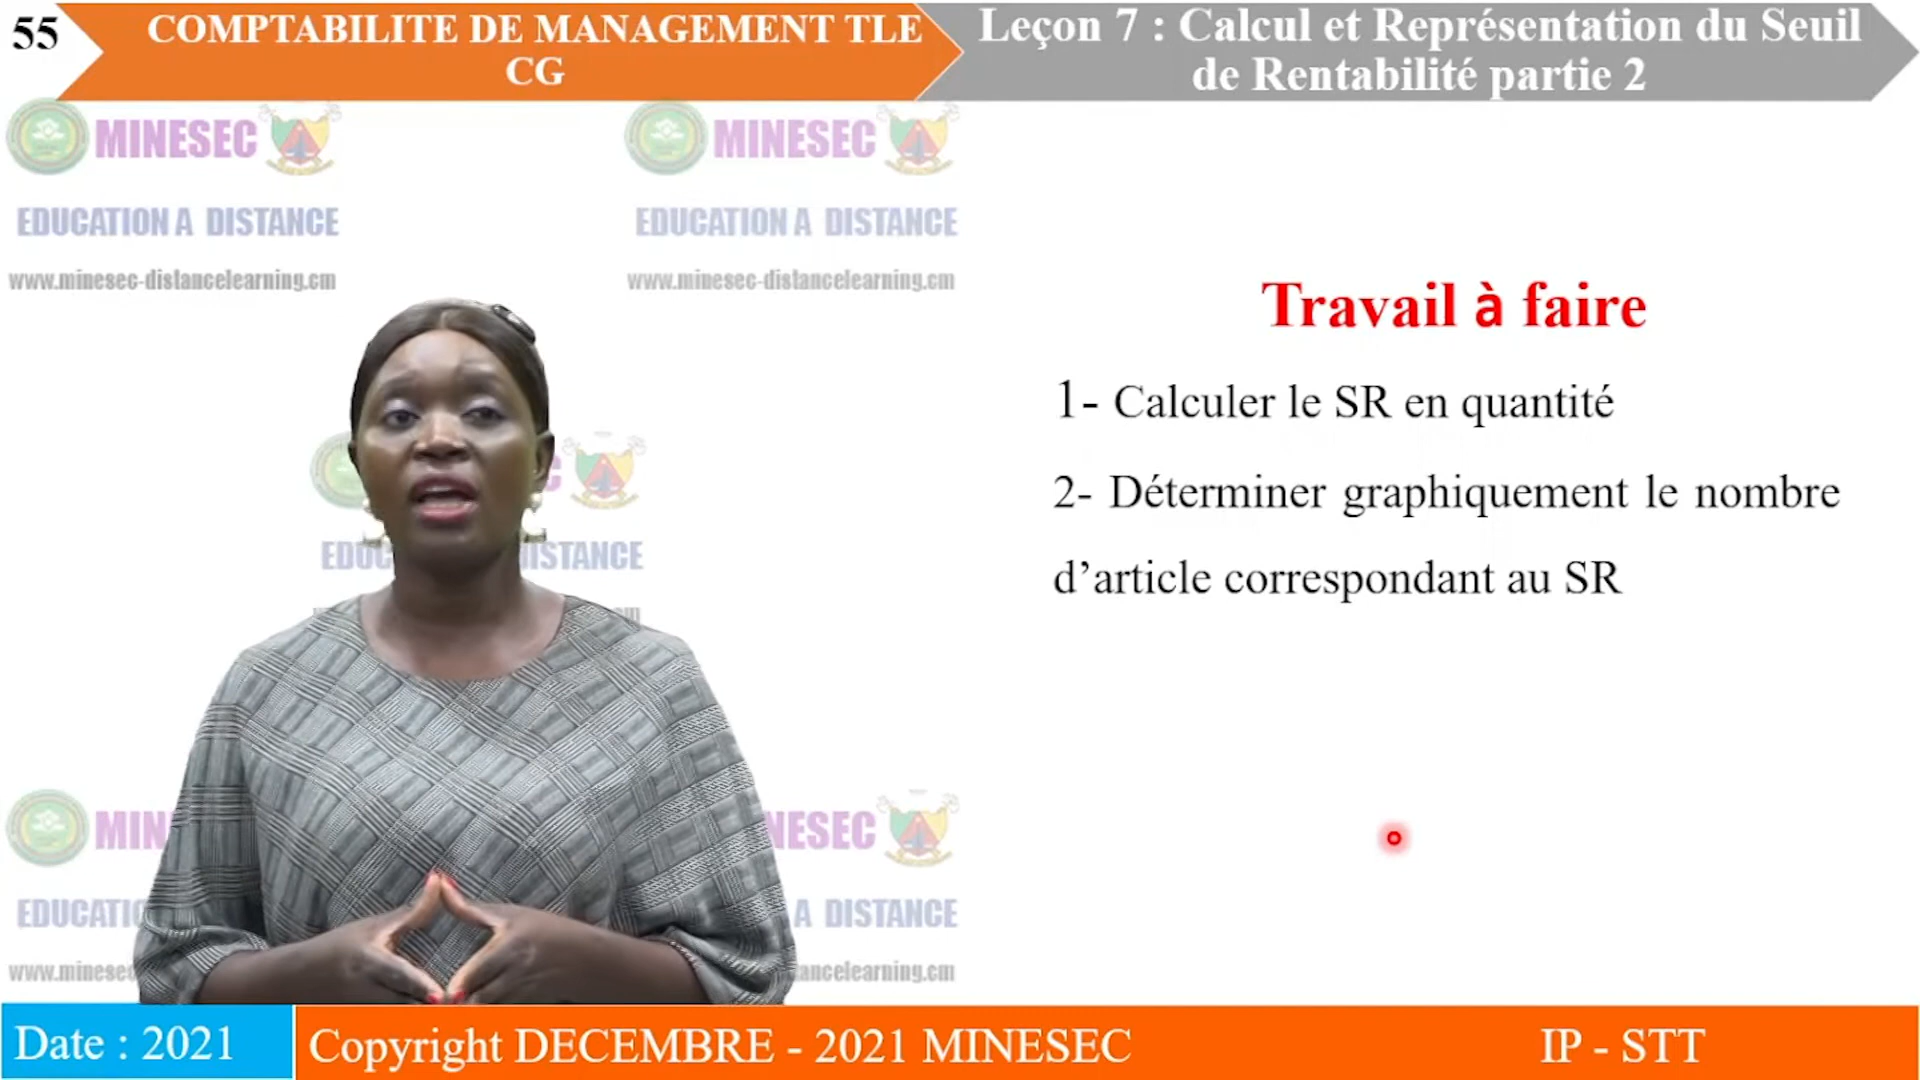 55
COMPTABILITE DE MANAGEMENT TLE
CG
Leçon 7 : Calcul et Représentation du Seuil
de Rentabilité partie 2
MINESEC
MINESEC
EDUCATION A DISTANCE
EDUCATION A DISTANCE
www.minesec-distancelearning.cm
www.minesec-distancelearning.cm
Travail à faire
1- Calculer le SR en quantité
2- Déterminer graphiquement le nombre
d’article correspondant au SR
Date : 2021
Copyright DECEMBRE - 2021 MINESEC
IP - STT